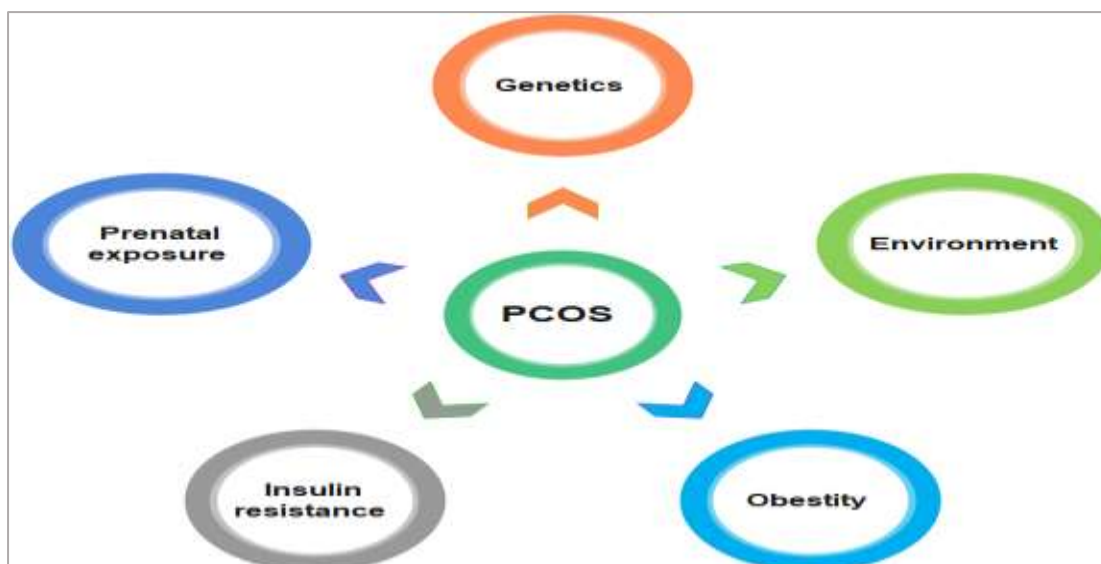 Genetics
Prenatal
exposure
Environment
PCOS
Insulin
resistance
Obestity